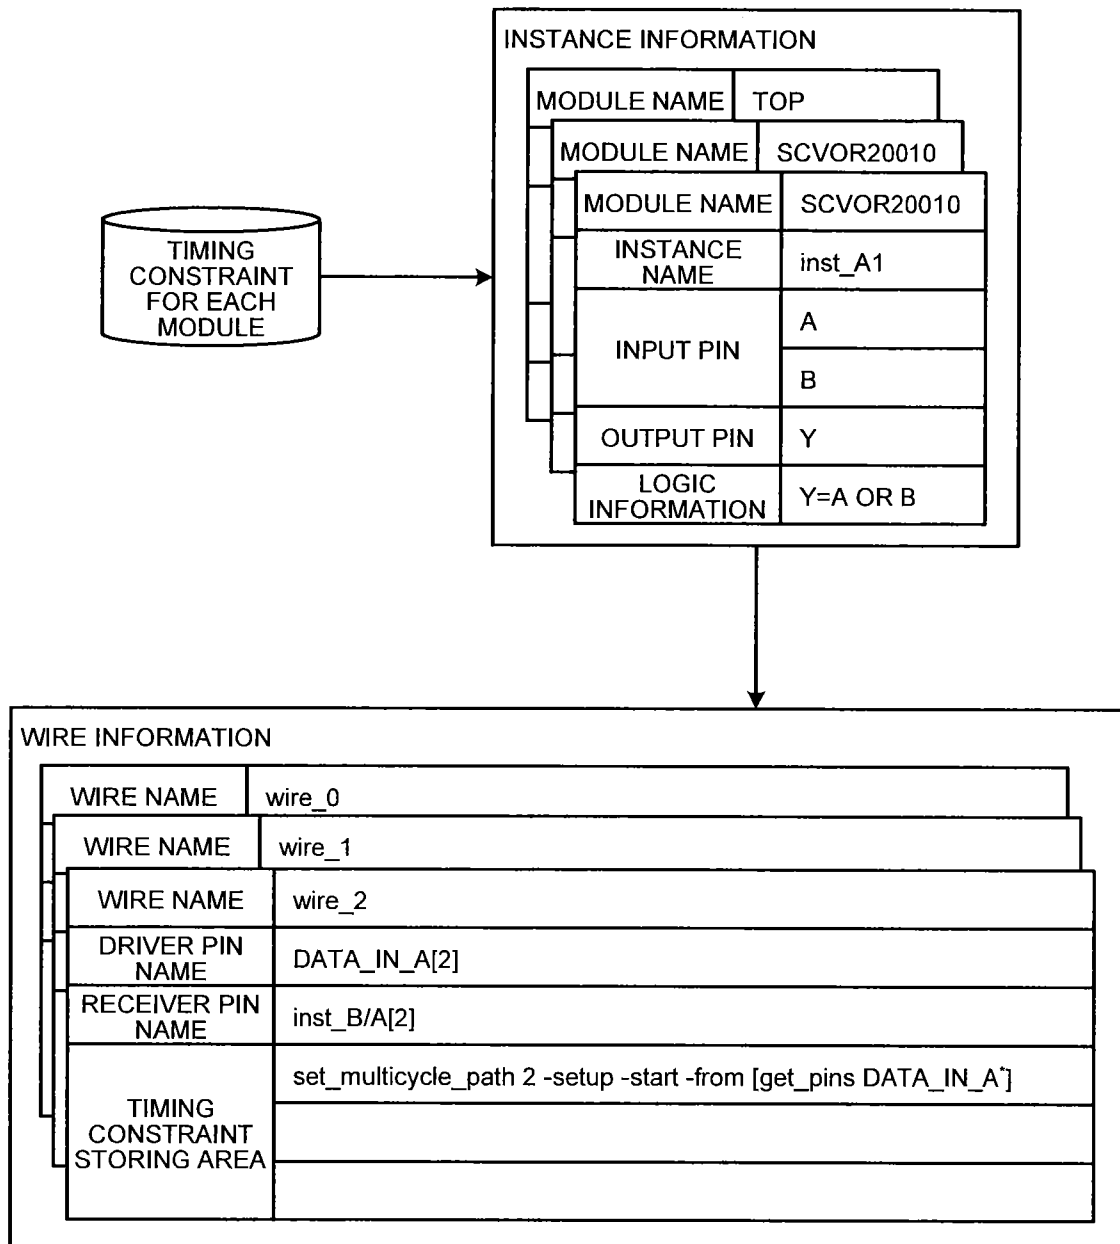 INSTANCE INFORMATION
MODULE NAME TOP
MODULE NAME SCVOR20010
MODULE NAME SCVOR20010
INSTANCE
NAME
inst_A1
INPUT PIN
A
B
OUTPUT PIN Y
LOGIC
INFORMATION
Y=A OR B
TIMING
CONSTRAINT
FOR EACH
MODULE
WIRE INFORMATION
WIRE NAME wire_0
WIRE NAME wire_1
WIRE NAME wire_2
DRIVER PIN
NAME
DATA_IN_A[2]
RECEIVER PIN
NAME
inst_B/A[2]
TIMING
CONSTRAINT
STORING AREA
set_multicycle_path 2 -setup -start -from [get_pins DATA_IN_A*]